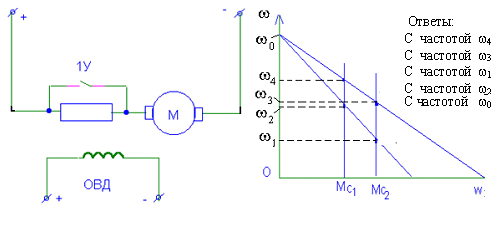 +
-
1У
М
ОВД
+
-
ω
ω0
ω4
ω3
ω2
ω1
0
Mc1
Mc2
Ответы:
С частотой ω4
С частотой ω3
С частотой ω1
С частотой ω2
С частотой ω0